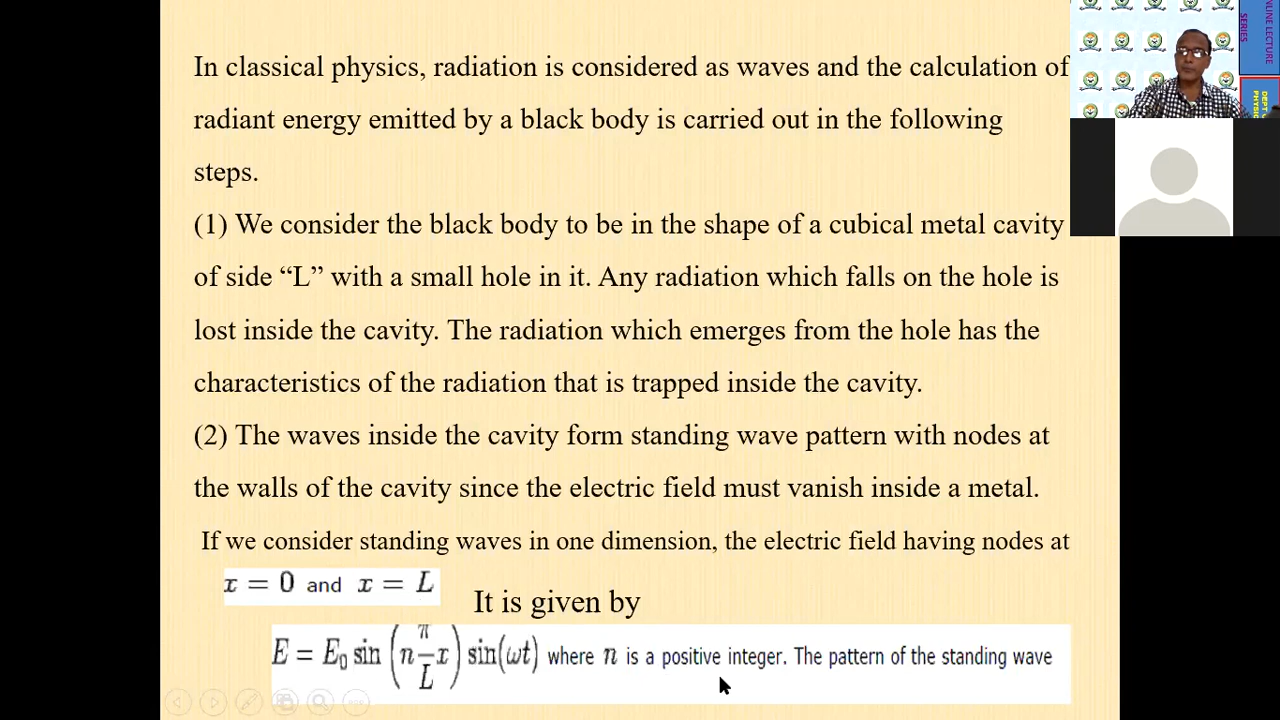 In classical physics, radiation is considered as waves and the calculation of
radiant energy emitted by a black body is carried out in the following
steps.
(1) We consider the black body to be in the shape of a cubical metal cavity
of side “L” with a small hole in it. Any radiation which falls on the hole is
lost inside the cavity. The radiation which emerges from the hole has the
characteristics of the radiation that is trapped inside the cavity.
(2) The waves inside the cavity form standing wave pattern with nodes at
the walls of the cavity since the electric field must vanish inside a metal.
If we consider standing waves in one dimension, the electric field having nodes at
x = 0 and x = L
It is given by
E = E₀ sin (n π/L x) sin(ωt) where n is a positive integer. The pattern of the standing wave
NLINE LECTURE
SERIES
DEPT OF
PHYSIC